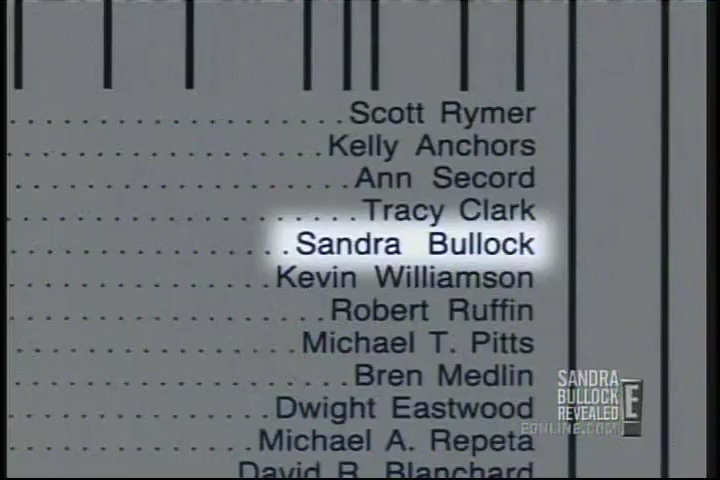 . . . . . . . . . . . . . . . . . . . . . Scott Rymer
. . . . . . . . . . . . . . . . . . . . Kelly Anchors
. . . . . . . . . . . . . . . . . . . . . . Ann Secord
. . . . . . . . . . . . . . . . . . . . . . Tracy Clark
. . . . . . . . . . . . . . . . . . Sandra Bullock
. . . . . . . . . . . . . . . . . Kevin Williamson
. . . . . . . . . . . . . . . . . . . . Robert Ruffin
. . . . . . . . . . . . . . . . . . Michael T. Pitts
. . . . . . . . . . . . . . . . . . . . . Bren Medlin
. . . . . . . . . . . . . . . . . Dwight Eastwood
. . . . . . . . . . . . . . . . Michael A. Repeta
David R. Blanchard
SANDRA
BULLOCK
REVEALED
E
EONLINE.COM